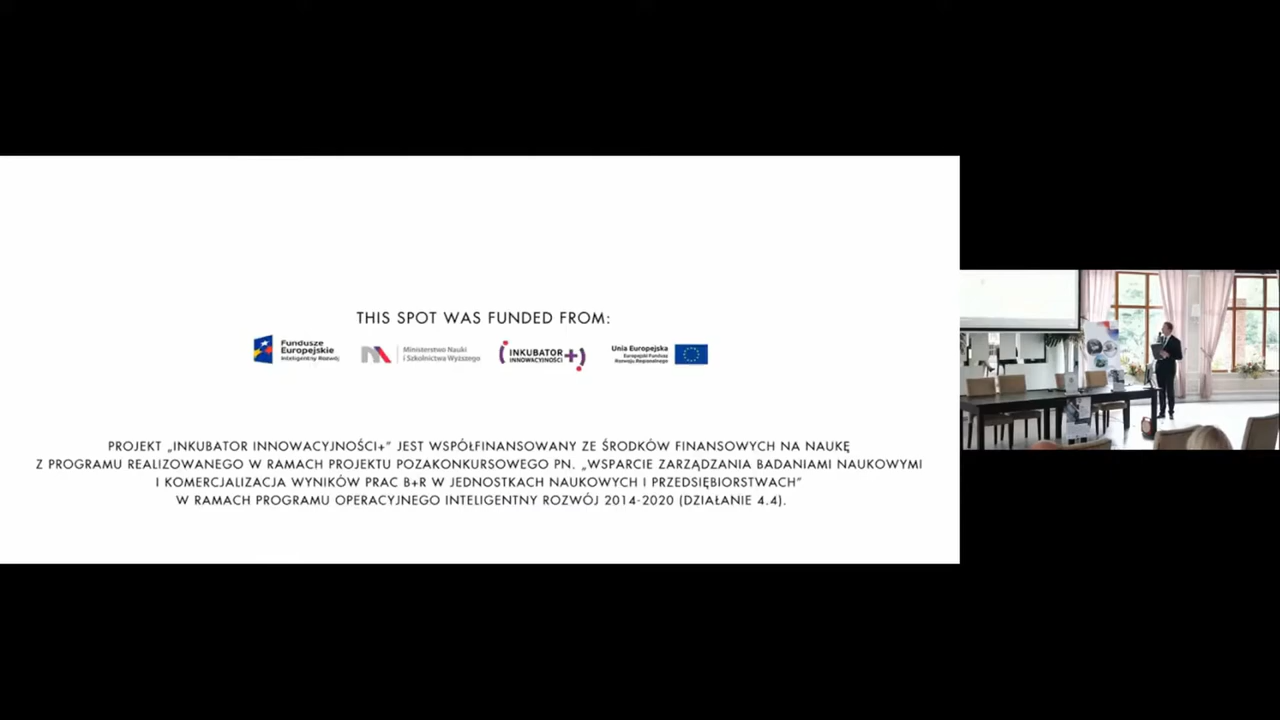 THIS SPOT WAS FUNDED FROM:
Fundusze
Europejskie
Inteligentny Rozwój
Ministerstwo Nauki
i Szkolnictwa Wyższego
INKUBATOR
INNOWACYJNOŚCI
+
Unia Europejska
Europejski Fundusz
Rozwoju Regionalnego
PROJEKT „INKUBATOR INNOWACYJNOŚCI+” JEST WSPÓŁFINANSOWANY ZE ŚRODKÓW FINANSOWYCH NA NAUKĘ
Z PROGRAMU REALIZOWANEGO W RAMACH PROJEKTU POZAKONKURSOWEGO PN. „WSPARCIE ZARZĄDZANIA BADANIAMI NAUKOWYMI
I KOMERCJALIZACJA WYNIKÓW PRAC B+R W JEDNOSTKACH NAUKOWYCH I PRZEDSIĘBIORSTWACH”
W RAMACH PROGRAMU OPERACYJNEGO INTELIGENTNY ROZWÓJ 2014-2020 (DZIAŁANIE 4.4).